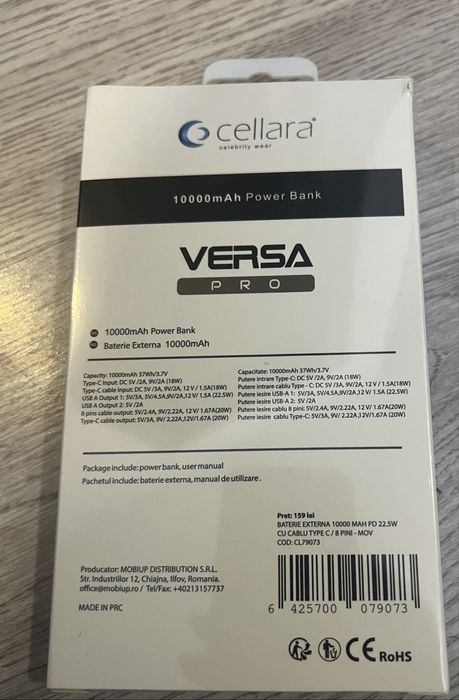 cellara®
celebrity wear
10000mAh Power Bank
VERSA
PRO
10000mAh Power Bank
Baterie Externa 10000mAh
Capacity: 10000mAh 37Wh/3.7V
Type-C Input: DC 5V /2A, 9V/2A (18W)
Type-C cable Input: DC 5V /3A, 9V/2A, 12 V / 1.5A(18W)
USB A Output 1: 5V/3A, 5V/4.5A,9V/2A,12 V / 1.5A (22.5W)
USB A Output 2: 5V /2A
8 pins cable output: 5V/2.4A, 9V/2.22A, 12 V/ 1.67A(20W)
Type-C cable output: 5V/3A, 9V/ 2.22A ,12V/1.67A (20W)
Capacitate: 10000mAh 37Wh/3.7V
Putere intrare Type-C: DC 5V /2A, 9V/2A (18W)
Putere intrare cablu Type - C: DC 5V /3A, 9V/2A, 12 V / 1.5A(18W)
Putere iesire USB-A 1: 5V/3A, 5V/4.5A,9V/2A,12 V / 1.5A (22.5W)
Putere iesire USB-A 2: 5V /2A
Putere iesire cablu 8 pini: 5V/2.4A, 9V/2.22A, 12 V/1.67A(20W)
Putere iesire cablu Type-C: 5V/3A, 9V/ 2.22A,12V/1.67A (20W)
Package include: power bank, user manual
Pachetul include: baterie externa, manual de utilizare .
Pret: 159 lei
BATERIE EXTERNA 10000 MAH PD 22.5W
CU CABLU TYPE C / 8 PINI - MOV
COD: CL79073
Producator: MOBIUP DISTRIBUTION S.R.L.
Str. Industriilor 12, Chiajna, Ilfov, Romania.
office@mobiup.ro / Tel/Fax: +40213157737
MADE IN PRC
6 425700 079073
CE RoHS